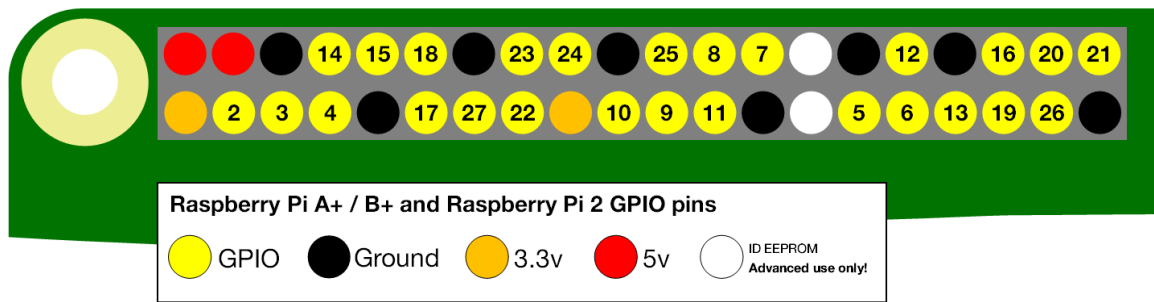 14 15 18 23 24 25 8 7 12 16 20 21
2 3 4 17 27 22 10 9 11 5 6 13 19 26
Raspberry Pi A+ / B+ and Raspberry Pi 2 GPIO pins
GPIO Ground 3.3v 5v ID EEPROM
Advanced use only!